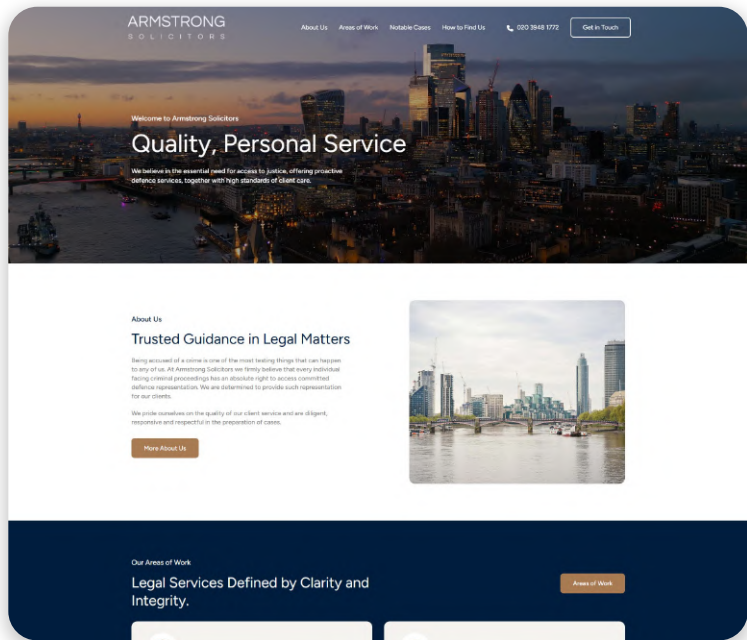 ARMSTRONG
SOLICITORS
About Us Areas of Work Notable Cases How to Find Us 020 3948 1772 Get in Touch
Welcome to Armstrong Solicitors
Quality, Personal Service
We believe in the essential need for access to justice, offering proactive
defence services, together with high standards of client care.
About Us
Trusted Guidance in Legal Matters
Being accused of a crime is one of the most testing things that can happen
to any of us. At Armstrong Solicitors we firmly believe that every individual
facing criminal proceedings has an absolute right to access committed
defence representation. We are determined to provide such representation
for our clients.
We pride ourselves on the quality of our client service and are diligent,
responsive and respectful in the preparation of cases.
More About Us
Our Areas of Work
Legal Services Defined by Clarity and
Integrity.
Areas of Work